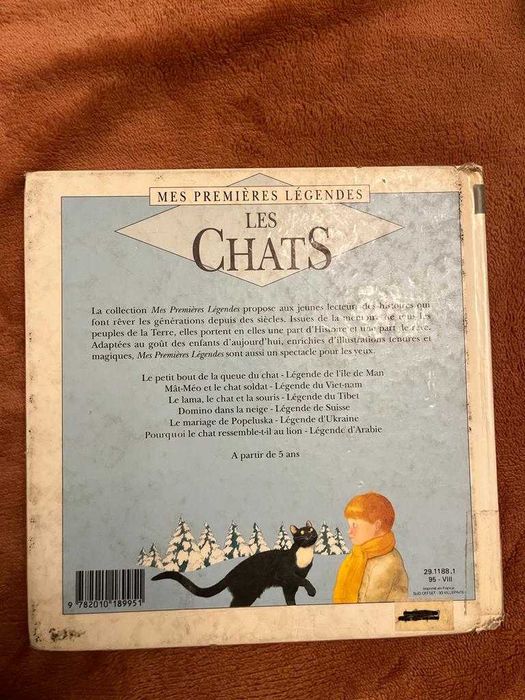 MES PREMIÈRES LÉGENDES
LES
CHATS
La collection Mes Premières Légendes propose aux jeunes lecteurs des histoires qui
font rêver les générations depuis des siècles. Issues de la mémoire de tous les
peuples de la Terre, elles portent en elles une part d'Histoire et une part de rêve.
Adaptées au goût des enfants d'aujourd'hui, enrichies d'illustrations tendres et
magiques, Mes Premières Légendes sont aussi un spectacle pour les yeux.
Le petit bout de la queue du chat - Légende de l'île de Man
Mât-Méo et le chat soldat - Légende du Viet-nam
Le lama, le chat et la souris - Légende du Tibet
Domino dans la neige - Légende de Suisse
Le mariage de Popeluska - Légende d'Ukraine
Pourquoi le chat ressemble-t-il au lion - Légende d'Arabie
A partir de 5 ans
29.1188.1
95 - VIII
Imprimé en France
9 782010 189951